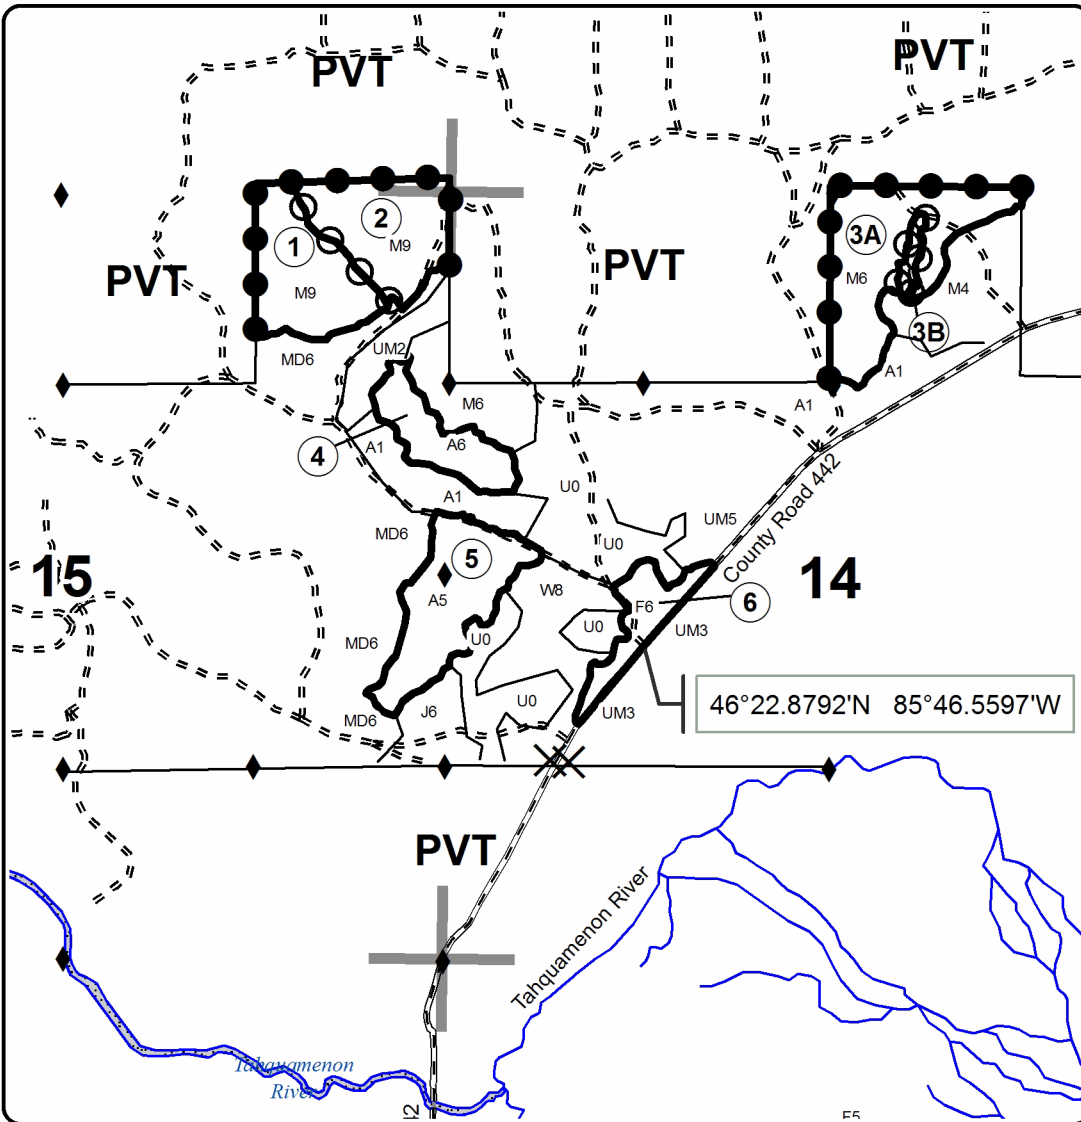 PVT
PVT
2
M9
1
M9
PVT
PVT
3A
M6
M4
3B
MD6
UM2
A1
M6
A1
4
A1
A6
County Road 442
A1
U0
MD6
UM5
U0
5
15
14
W8
A5
F6
6
U0
UM3
U0
MD6
46°22.8792'N 85°46.5597'W
U0
J6
UM3
MD6
PVT
Tahquamenon River
Tahquamenon
River
F5